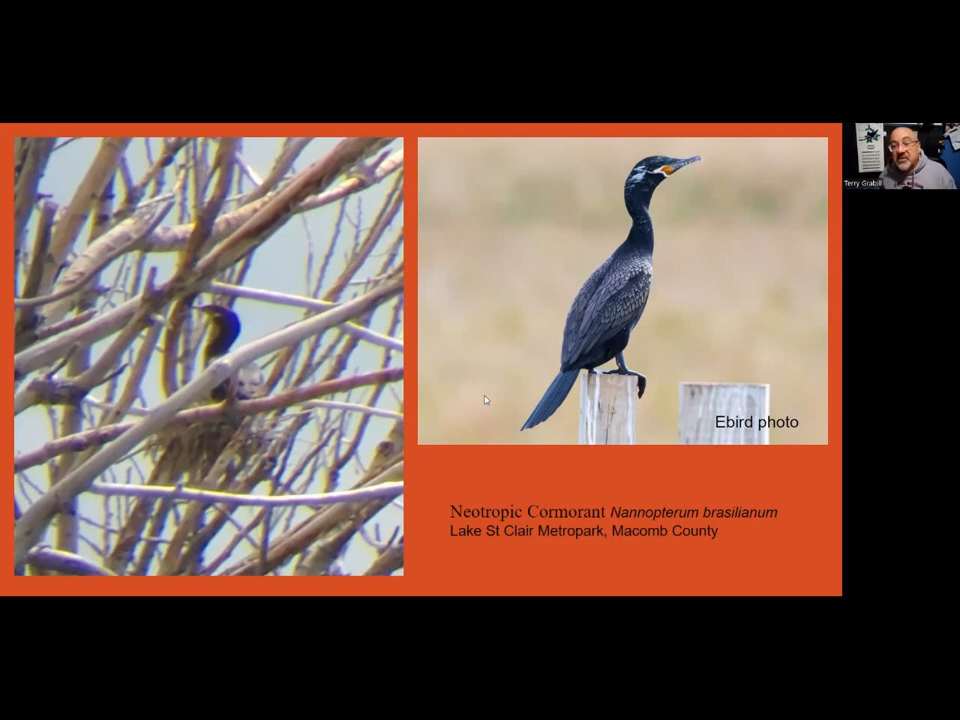 Terry Grabill
Ebird photo
Neotropic Cormorant Nannopterum brasilianum
Lake St Clair Metropark, Macomb County